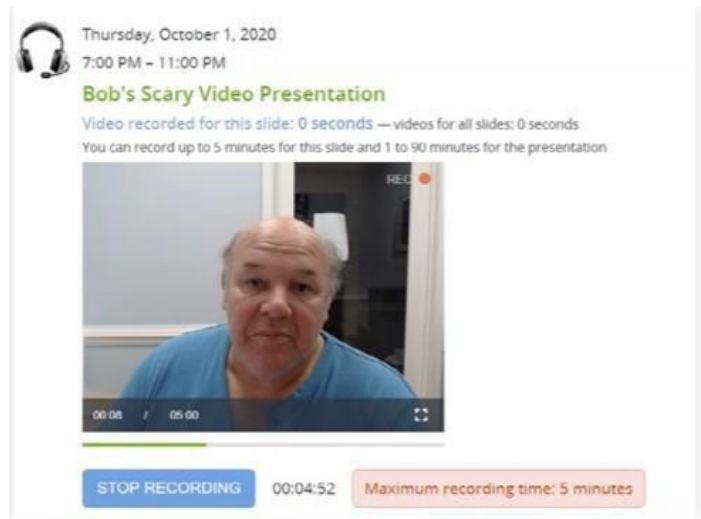 Thursday, October 1, 2020
7:00 PM – 11:00 PM
Bob's Scary Video Presentation
Video recorded for this slide: 0 seconds — videos for all slides: 0 seconds
You can record up to 5 minutes for this slide and 1 to 90 minutes for the presentation
REC
00:08 / 05:00
STOP RECORDING 00:04:52 Maximum recording time: 5 minutes